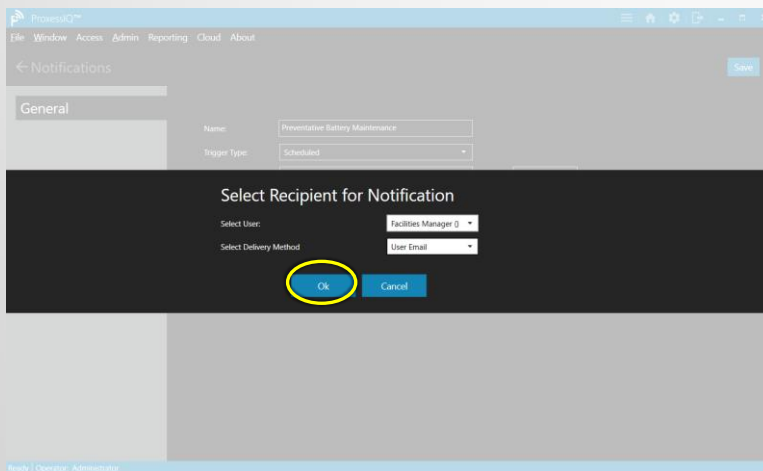 ProxessIQ™
File Window Access Admin Reporting Cloud About
Notifications
Save
General
Name: Preventative Battery Maintenance
Trigger Type: Scheduled
Select Recipient for Notification
Select User: Facilities Manager ()
Select Delivery Method User Email
Ok Cancel
Ready | Operator: Administrator